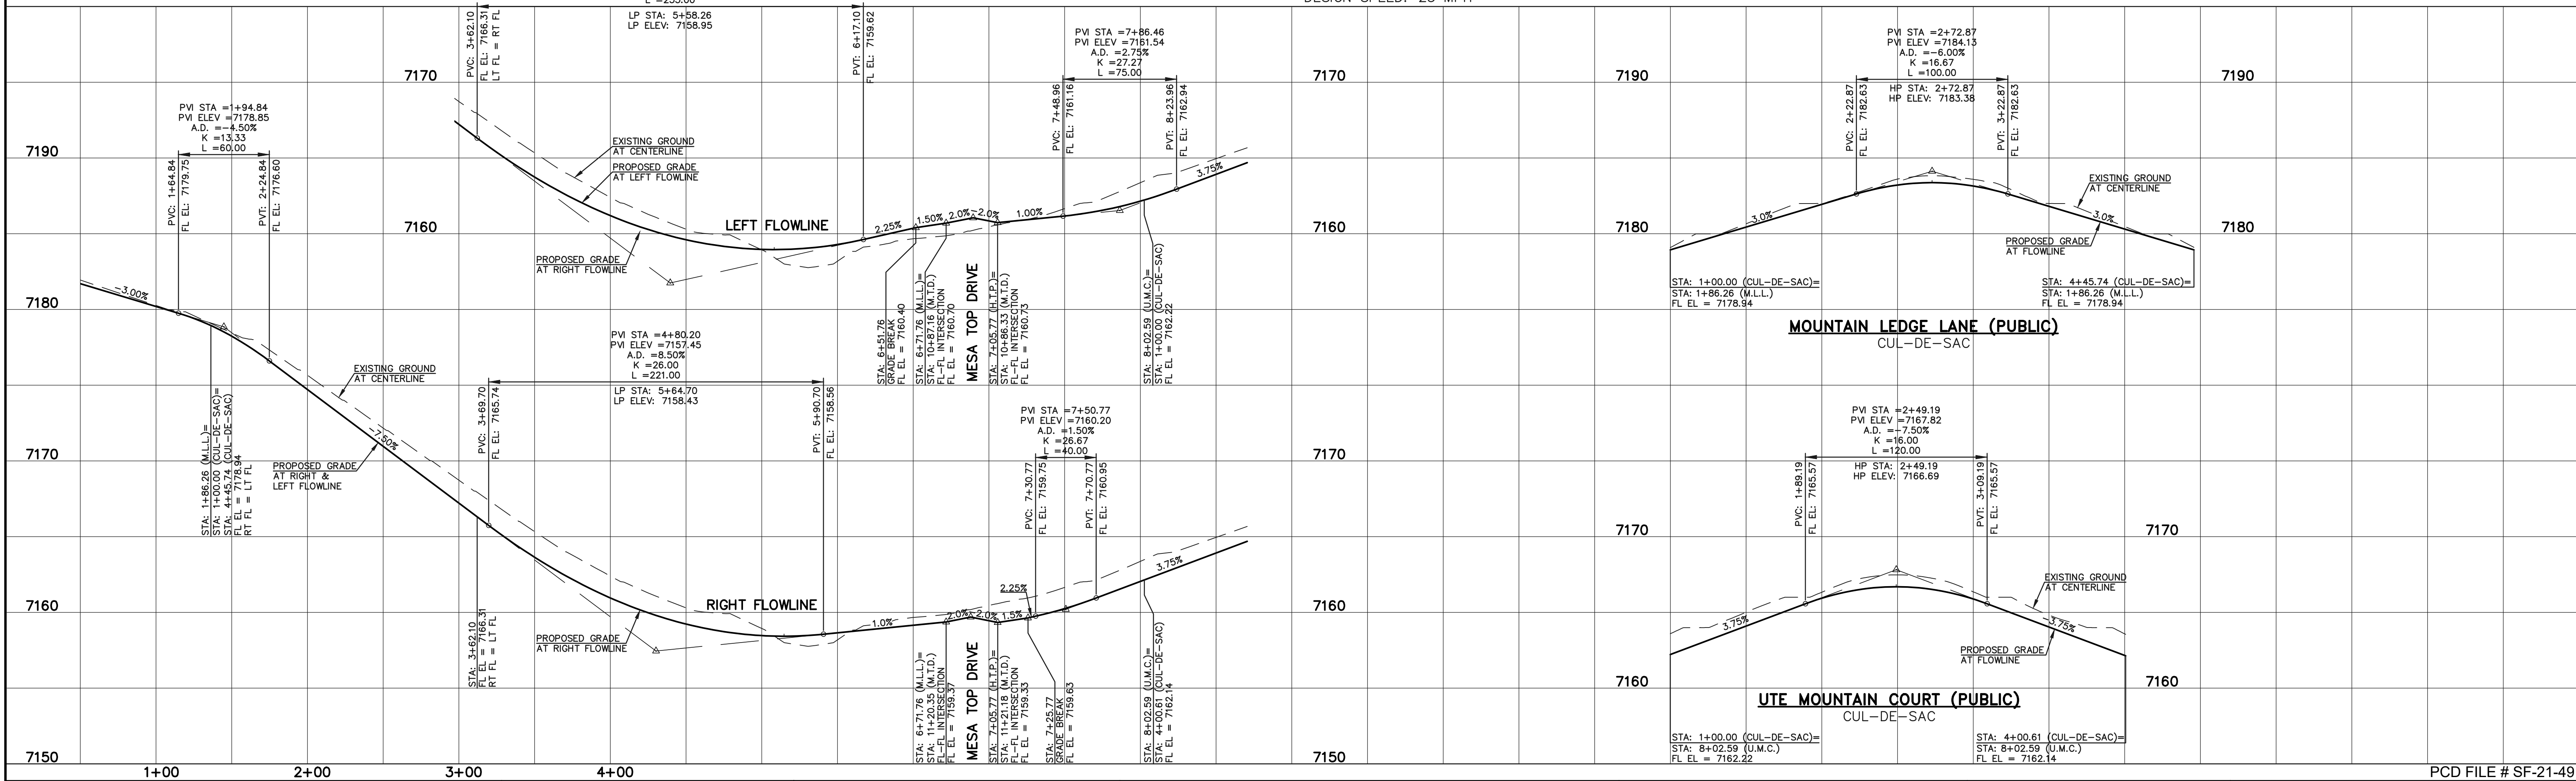 LP STA: 5+58.26
LP ELEV: 7158.95
PVC: 3+62.10
FL EL: 7166.31
LT FL = RT FL
PVT: 6+17.10
FL EL: 7159.62
PVI STA =7+86.46
PVI ELEV =7161.54
A.D. =2.75%
K =27.27
L =75.00
PVC: 7+48.96
FL EL: 7161.16
PVT: 8+23.96
FL EL: 7162.94
PVI STA =2+72.87
PVI ELEV =7184.13
A.D. =-6.00%
K =16.67
L =100.00
HP STA: 2+72.87
HP ELEV: 7183.38
PVC: 2+22.87
FL EL: 7182.63
PVT: 3+22.87
FL EL: 7182.63
7170
7170
7190
7190
PVI STA =1+94.84
PVI ELEV =7178.85
A.D. =-4.50%
K =13.33
L =60.00
PVC: 1+64.84
FL EL: 7179.75
PVT: 2+24.84
FL EL: 7176.60
7190
EXISTING GROUND
AT CENTERLINE
PROPOSED GRADE
AT LEFT FLOWLINE
3.75%
LEFT FLOWLINE
2.25%
1.50%
2.0%
-2.0%
1.00%
7160
7160
PROPOSED GRADE
AT RIGHT FLOWLINE
EXISTING GROUND
AT CENTERLINE
3.0%
-3.0%
7180
7180
PROPOSED GRADE
AT FLOWLINE
STA: 1+00.00 (CUL-DE-SAC)=
STA: 1+86.26 (M.L.L.)
FL EL = 7178.94
STA: 4+45.74 (CUL-DE-SAC)=
STA: 1+86.26 (M.L.L.)
FL EL = 7178.94
MOUNTAIN LEDGE LANE (PUBLIC)
CUL-DE-SAC
STA: 6+51.76
GRADE BREAK
FL EL = 7160.40
STA: 6+71.76 (M.L.L.)=
STA: 10+87.16 (M.T.D.)
FL-FL INTERSECTION
FL EL = 7160.70
MESA TOP DRIVE
STA: 7+05.77 (H.T.P.)=
STA: 10+86.33 (M.T.D.)
FL-FL INTERSECTION
FL EL = 7160.73
STA: 8+02.59 (U.M.C.)=
STA: 1+00.00 (CUL-DE-SAC)
FL EL = 7162.22
-3.00%
7180
PVI STA =4+80.20
PVI ELEV =7157.45
A.D. =8.50%
K =26.00
L =221.00
LP STA: 5+64.70
LP ELEV: 7158.43
PVC: 3+69.70
FL EL: 7165.74
PVT: 5+90.70
FL EL: 7158.56
EXISTING GROUND
AT CENTERLINE
-7.50%
PROPOSED GRADE
AT RIGHT &
LEFT FLOWLINE
STA: 1+86.26 (M.L.L.)=
STA: 1+00.00 (CUL-DE-SAC)=
STA: 4+45.74 (CUL-DE-SAC)
FL EL = 7178.94
RT FL = LT FL
7170
7170
PVI STA =7+50.77
PVI ELEV =7160.20
A.D. =1.50%
K =26.67
L =40.00
PVC: 7+30.77
FL EL: 7159.75
PVT: 7+70.77
FL EL: 7160.95
PVI STA =2+49.19
PVI ELEV =7167.82
A.D. =-7.50%
K =16.00
L =120.00
HP STA: 2+49.19
HP ELEV: 7166.69
PVC: 1+89.19
FL EL: 7165.57
PVT: 3+09.19
FL EL: 7165.57
7170
7170
3.75%
2.25%
RIGHT FLOWLINE
1.0%
2.0%
-2.0%
1.5%
7160
7160
PROPOSED GRADE
AT RIGHT FLOWLINE
STA: 3+62.10
FL EL = 7166.31
RT FL = LT FL
EXISTING GROUND
AT CENTERLINE
3.75%
-3.75%
PROPOSED GRADE
AT FLOWLINE
7160
7160
STA: 6+71.76 (M.L.L.)=
STA: 11+20.35 (M.T.D.)
FL-FL INTERSECTION
FL EL = 7159.37
MESA TOP DRIVE
STA: 7+05.77 (H.T.P.)=
STA: 11+21.18 (M.T.D.)
FL-FL INTERSECTION
FL EL = 7159.33
STA: 7+25.77
GRADE BREAK
FL EL = 7159.63
STA: 8+02.59 (U.M.C.)=
STA: 4+00.61 (CUL-DE-SAC)
FL EL = 7162.14
UTE MOUNTAIN COURT (PUBLIC)
CUL-DE-SAC
STA: 1+00.00 (CUL-DE-SAC)=
STA: 8+02.59 (U.M.C.)
FL EL = 7162.22
STA: 4+00.61 (CUL-DE-SAC)=
STA: 8+02.59 (U.M.C.)
FL EL = 7162.14
7150
7150
1+00
2+00
3+00
4+00
PCD FILE # SF-21-49